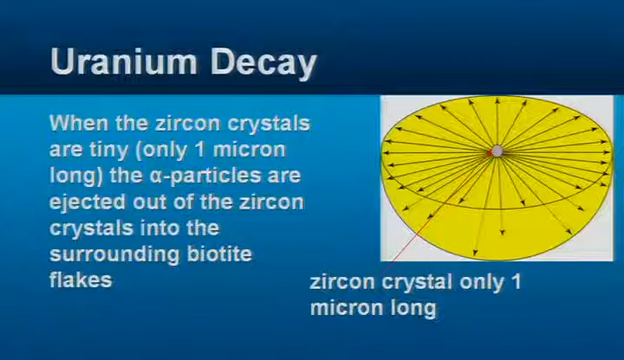 Uranium Decay
When the zircon crystals
are tiny (only 1 micron
long) the α-particles are
ejected out of the zircon
crystals into the
surrounding biotite
flakes
zircon crystal only 1
micron long